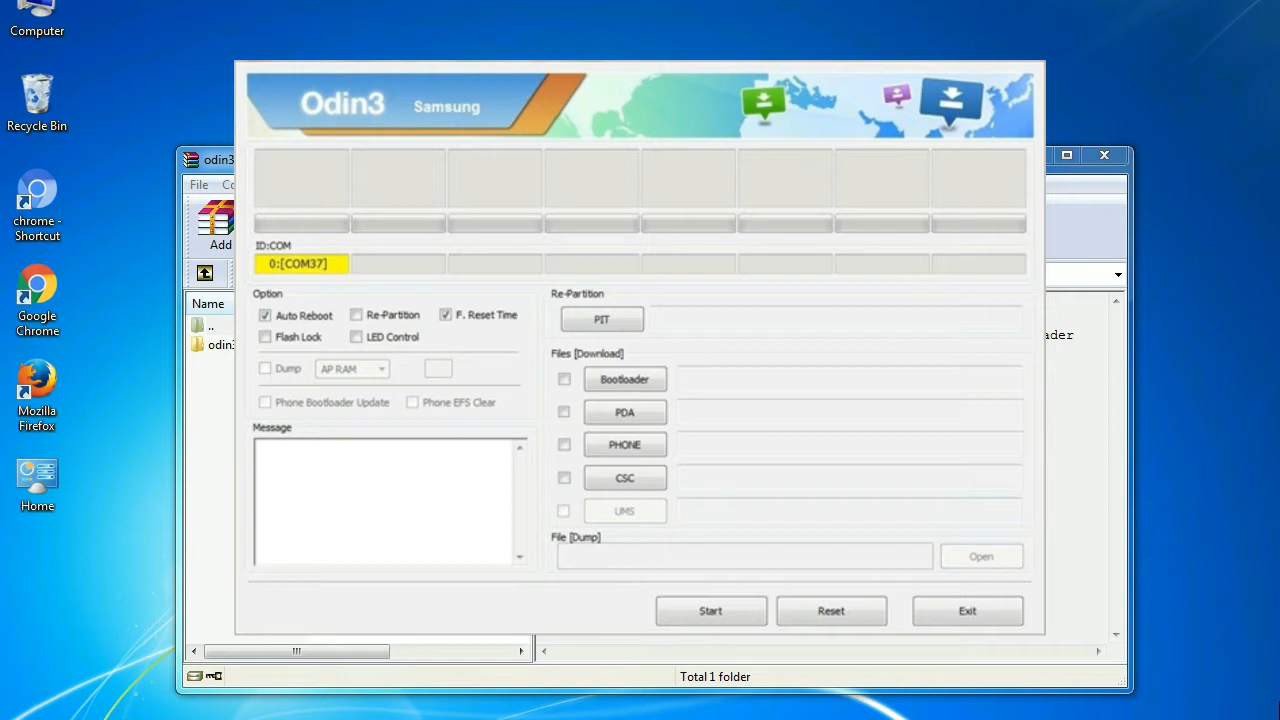 Computer
Recycle Bin
chrome -
Shortcut
Google
Chrome
Mozilla
Firefox
Home
odin3
File
Add
Name
..
odin3
Total 1 folder
Odin3 Samsung
ID:COM
0:[COM37]
Option
Auto Reboot Re-Partition F. Reset Time
Flash Lock LED Control
Dump AP RAM
Phone Bootloader Update Phone EFS Clear
Message
Re-Partition
PIT
Files [Download]
Bootloader
PDA
PHONE
CSC
UMS
File [Dump]
Open
Start Reset Exit